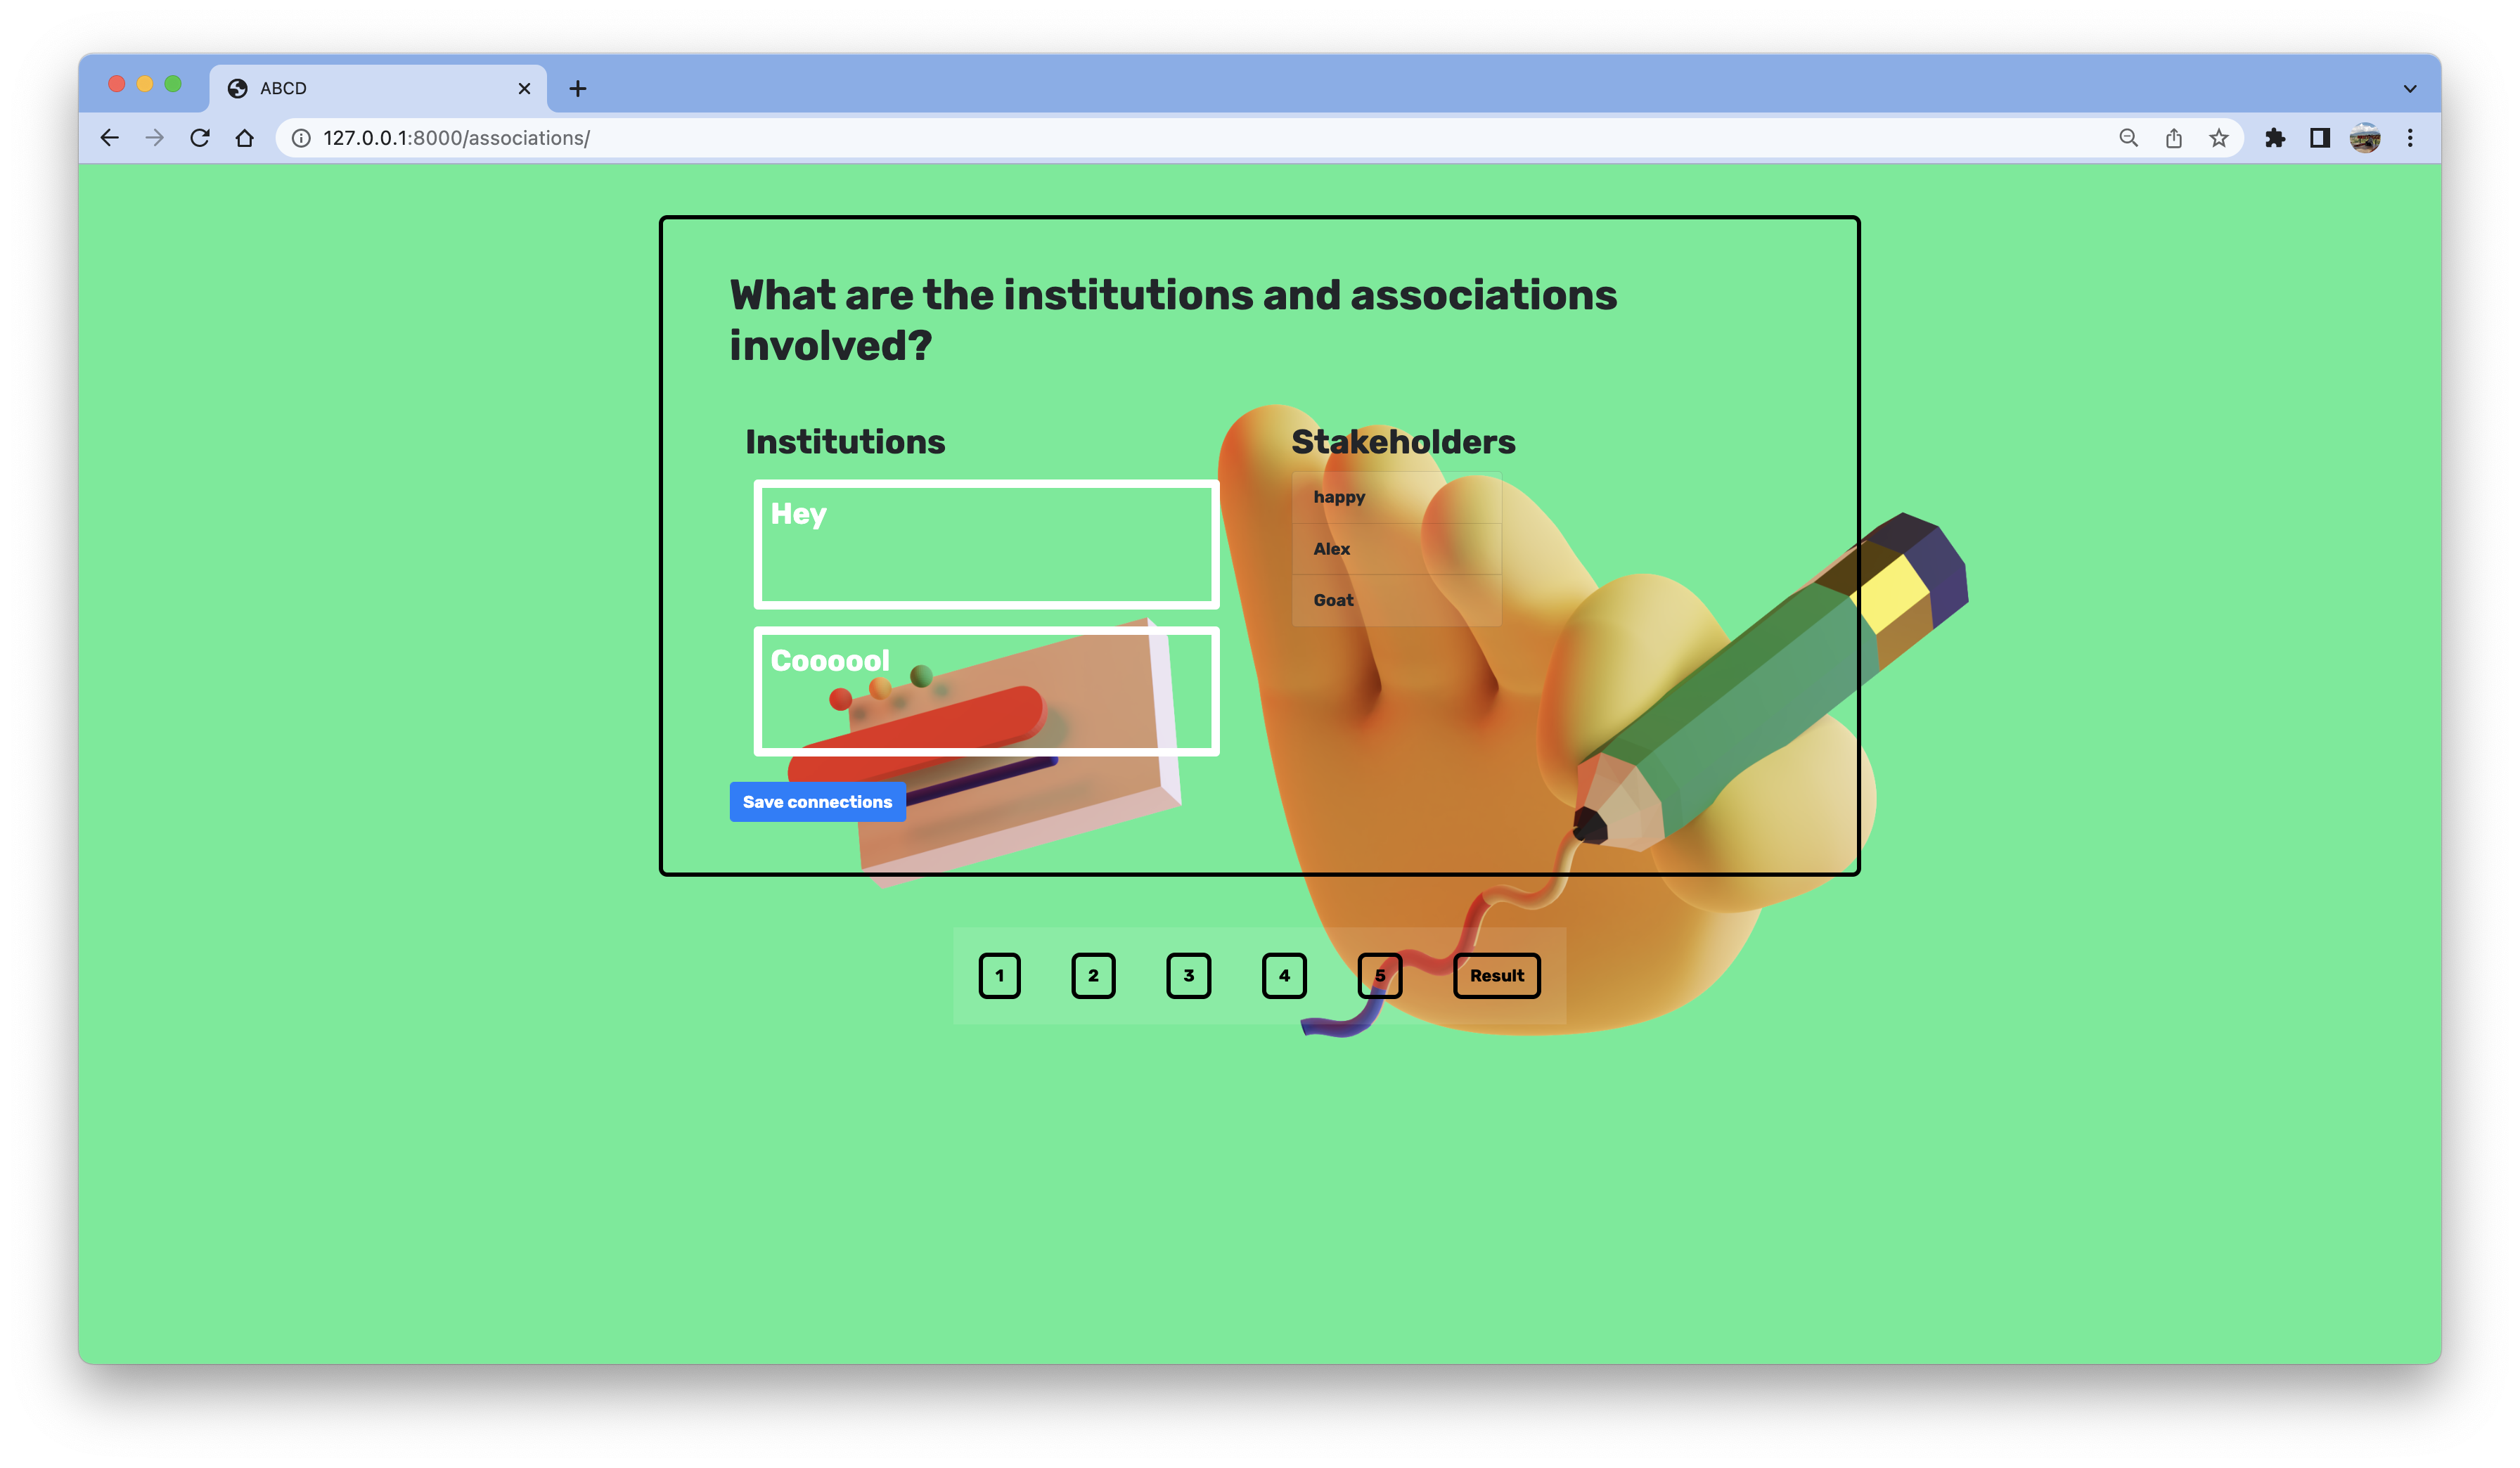 ABCD
127.0.0.1:8000/associations/
What are the institutions and associations
involved?
Institutions
Stakeholders
Hey
happy
Alex
Goat
Coooool
Save connections
1 2 3 4 5 Result